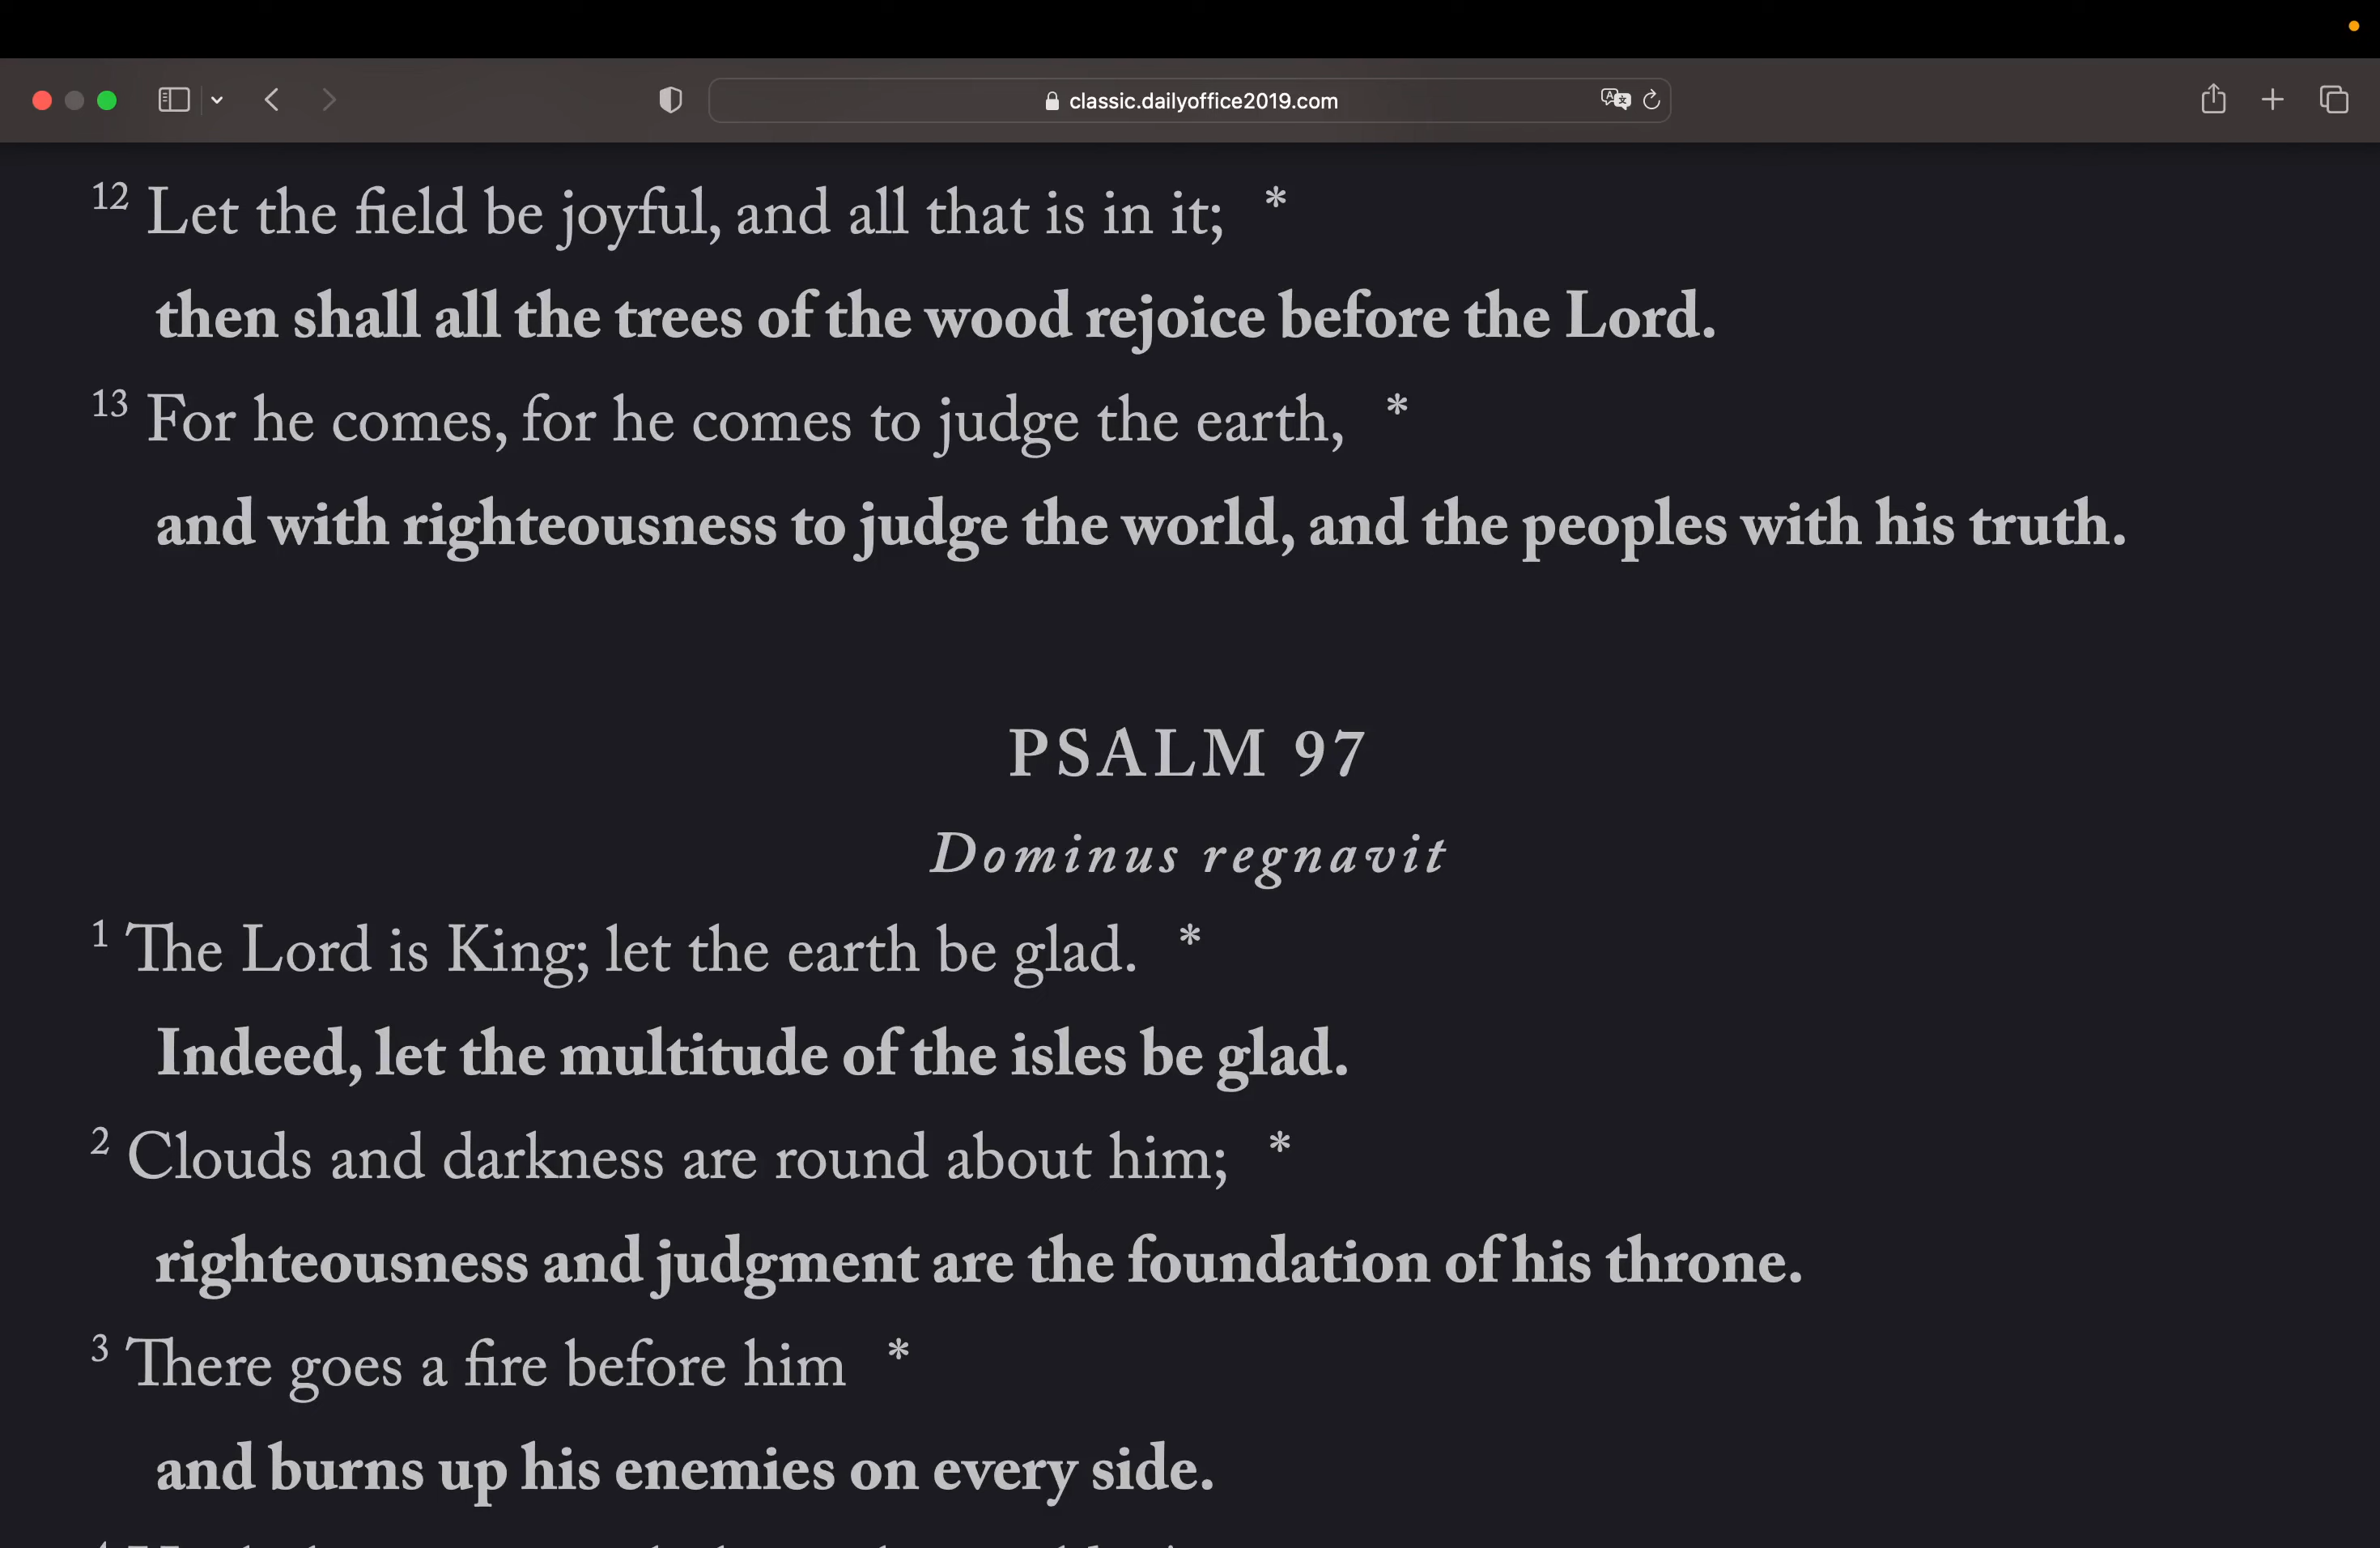 classic.dailyoffice2019.com
12 Let the field be joyful, and all that is in it; *
then shall all the trees of the wood rejoice before the Lord.
13 For he comes, for he comes to judge the earth, *
and with righteousness to judge the world, and the peoples with his truth.
PSALM 97
Dominus regnavit
1 The Lord is King; let the earth be glad. *
Indeed, let the multitude of the isles be glad.
2 Clouds and darkness are round about him; *
righteousness and judgment are the foundation of his throne.
3 There goes a fire before him *
and burns up his enemies on every side.